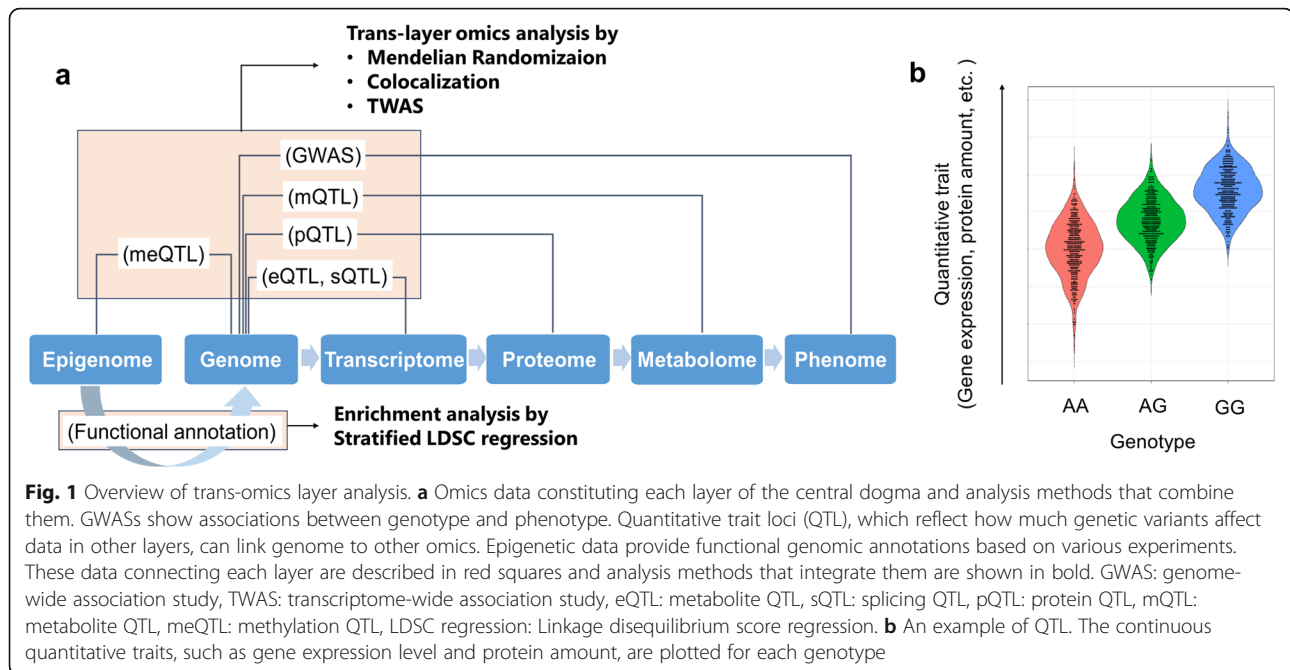 a
Trans-layer omics analysis by
• Mendelian Randomizaion
• Colocalization
• TWAS
(GWAS)
(mQTL)
(pQTL)
(meQTL)
(eQTL, sQTL)
Epigenome
Genome
Transcriptome
Proteome
Metabolome
Phenome
(Functional annotation)
Enrichment analysis by
Stratified LDSC regression
b
Quantitative trait
(Gene expression, protein amount, etc. )
AA
AG
GG
Genotype
Fig. 1 Overview of trans-omics layer analysis. a Omics data constituting each layer of the central dogma and analysis methods that combine
them. GWASs show associations between genotype and phenotype. Quantitative trait loci (QTL), which reflect how much genetic variants affect
data in other layers, can link genome to other omics. Epigenetic data provide functional genomic annotations based on various experiments.
These data connecting each layer are described in red squares and analysis methods that integrate them are shown in bold. GWAS: genome-
wide association study, TWAS: transcriptome-wide association study, eQTL: metabolite QTL, sQTL: splicing QTL, pQTL: protein QTL, mQTL:
metabolite QTL, meQTL: methylation QTL, LDSC regression: Linkage disequilibrium score regression. b An example of QTL. The continuous
quantitative traits, such as gene expression level and protein amount, are plotted for each genotype